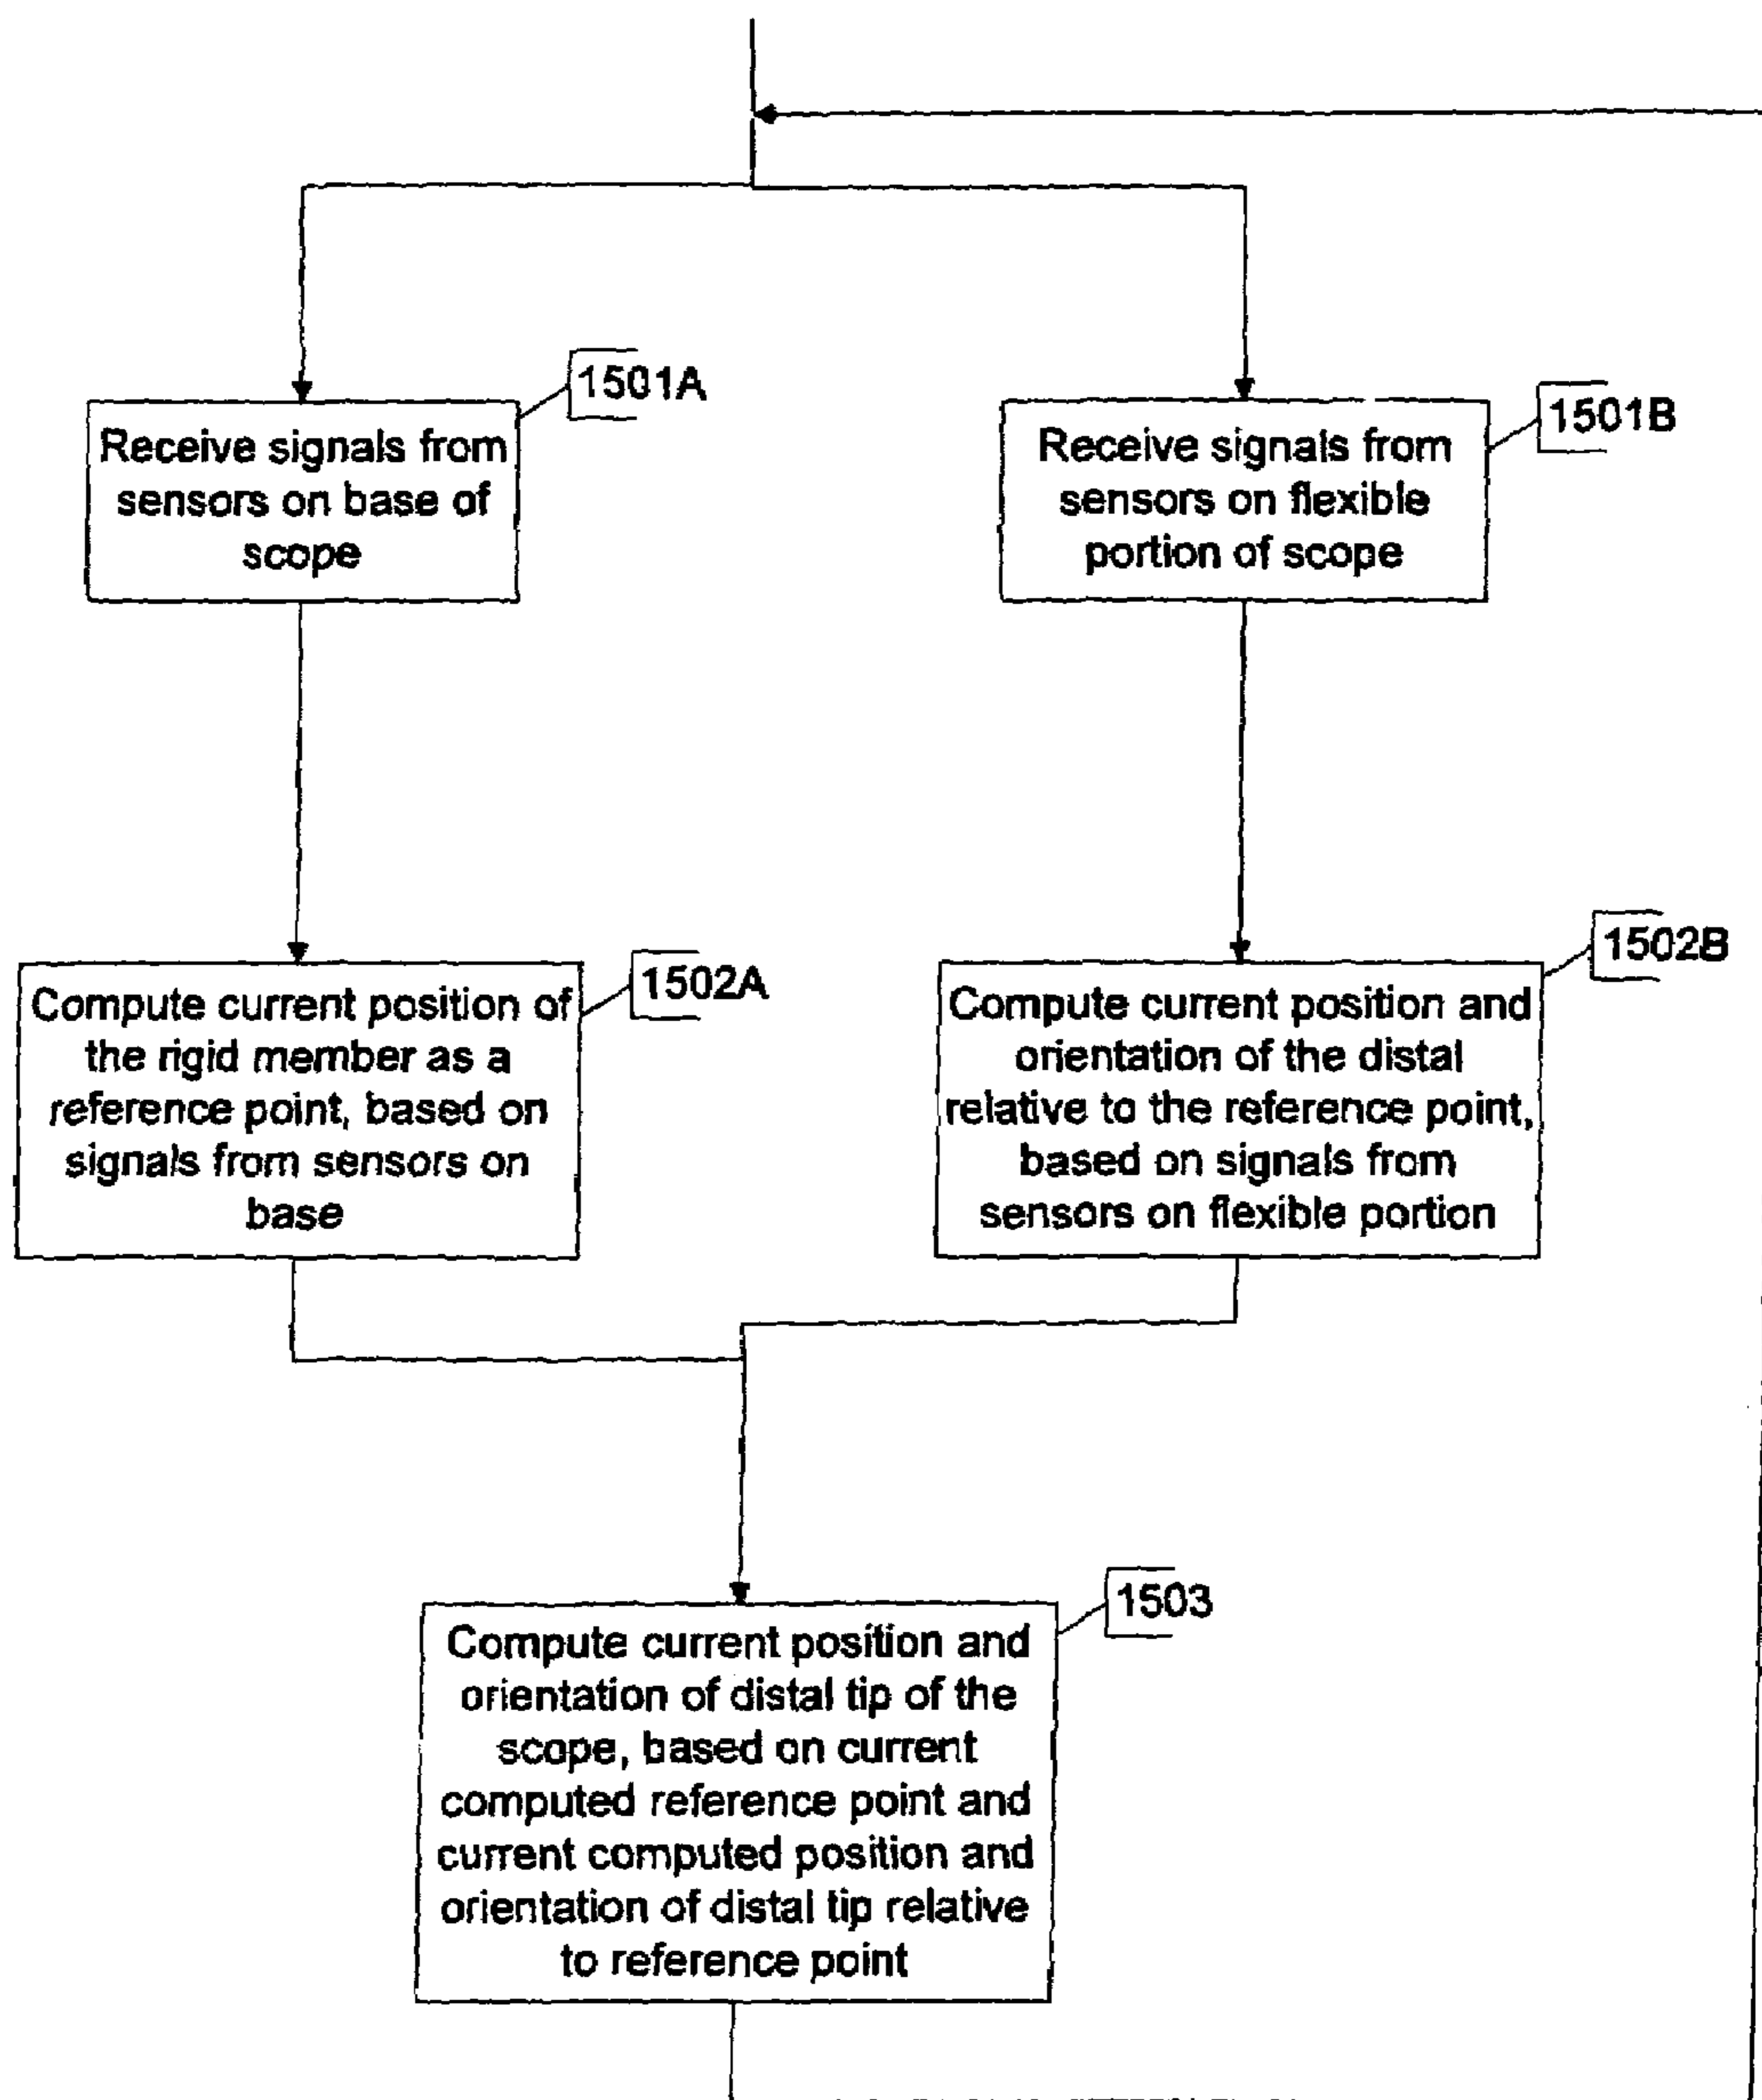 1501A
Receive signals from
sensors on base of
scope
1501B
Receive signals from
sensors on flexible
portion of scope
1502A
Compute current position of
the rigid member as a
reference point, based on
signals from sensors on
base
1502B
Compute current position and
orientation of the distal
relative to the reference point,
based on signals from
sensors on flexible portion
1503
Compute current position and
orientation of distal tip of the
scope, based on current
computed reference point and
current computed position and
orientation of distal tip relative
to reference point